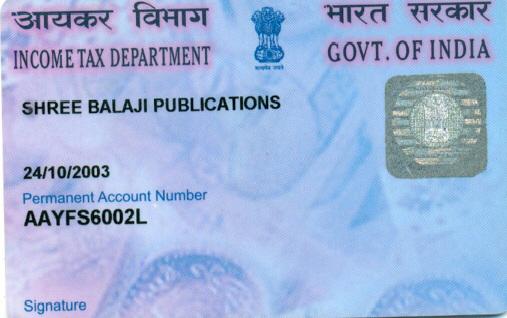 आयकर विभाग
भारत सरकार
INCOME TAX DEPARTMENT
GOVT. OF INDIA
सत्यमेव जयते
SHREE BALAJI PUBLICATIONS
24/10/2003
Permanent Account Number
AAYFS6002L
Signature